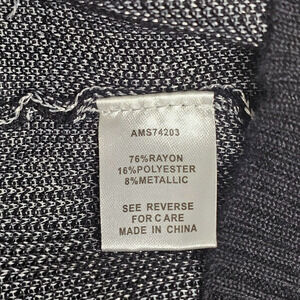 AMS74203
76%RAYON
16%POLYESTER
8%METALLIC
SEE REVERSE
FOR CARE
MADE IN CHINA